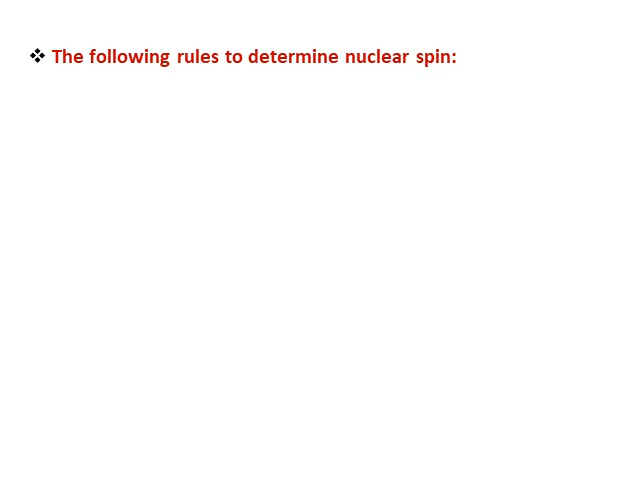 ❖ The following rules to determine nuclear spin: